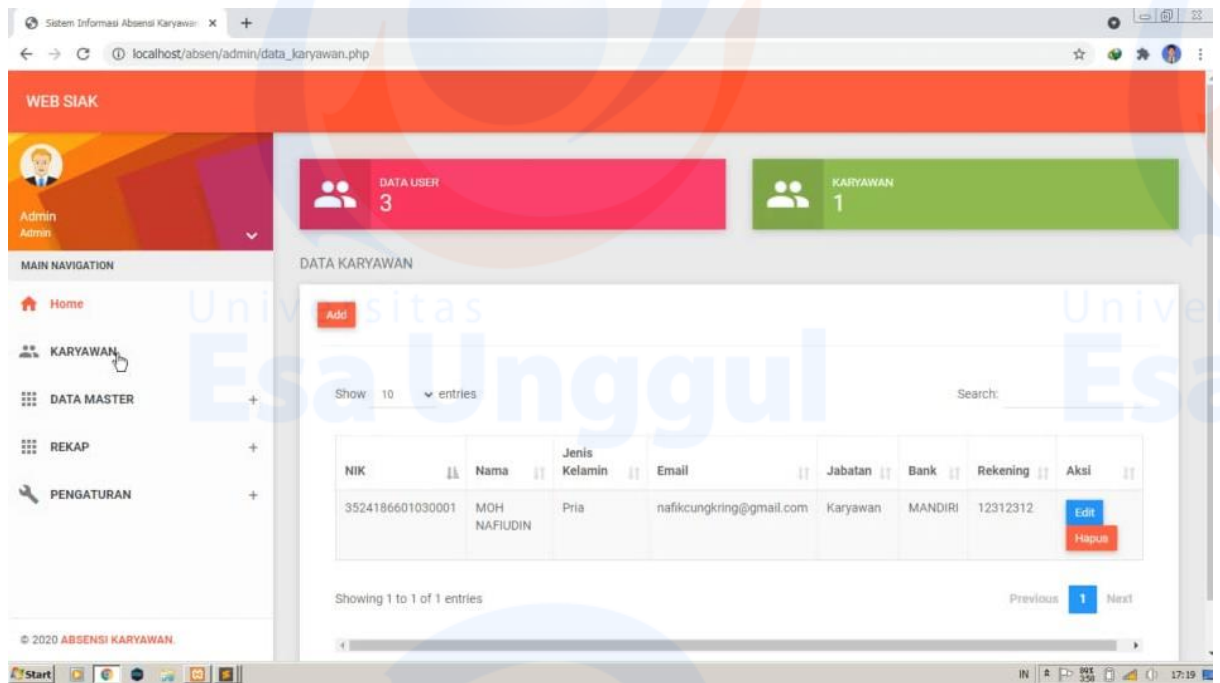 Sistem Informasi Absensi Karyawan
localhost/absen/admin/data_karyawan.php
WEB SIAK
Admin
Admin
MAIN NAVIGATION
Home
KARYAWAN
DATA MASTER
REKAP
PENGATURAN
© 2020 ABSENSI KARYAWAN.
DATA USER
3
KARYAWAN
1
DATA KARYAWAN
Add
Show 10 entries
Search:
NIK Nama Jenis Kelamin Email Jabatan Bank Rekening Aksi
3524186601030001 MOH NAFIUDIN Pria nafikcungkring@gmail.com Karyawan MANDIRI 12312312 Edit
Hapus
Showing 1 to 1 of 1 entries
Previous 1 Next
Universitas
Esa Unggul
Unive
Esa
Start
IN
17:19